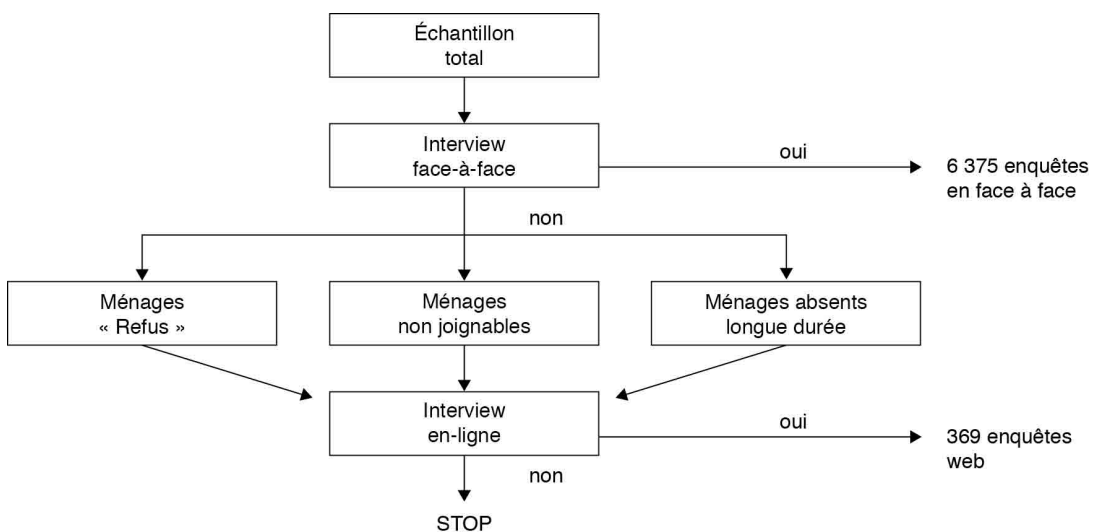 Échantillon
total
Interview
face-à-face
oui
6 375 enquêtes
en face à face
non
Ménages
« Refus »
Ménages
non joignables
Ménages absents
longue durée
Interview
en-ligne
oui
369 enquêtes
web
non
STOP